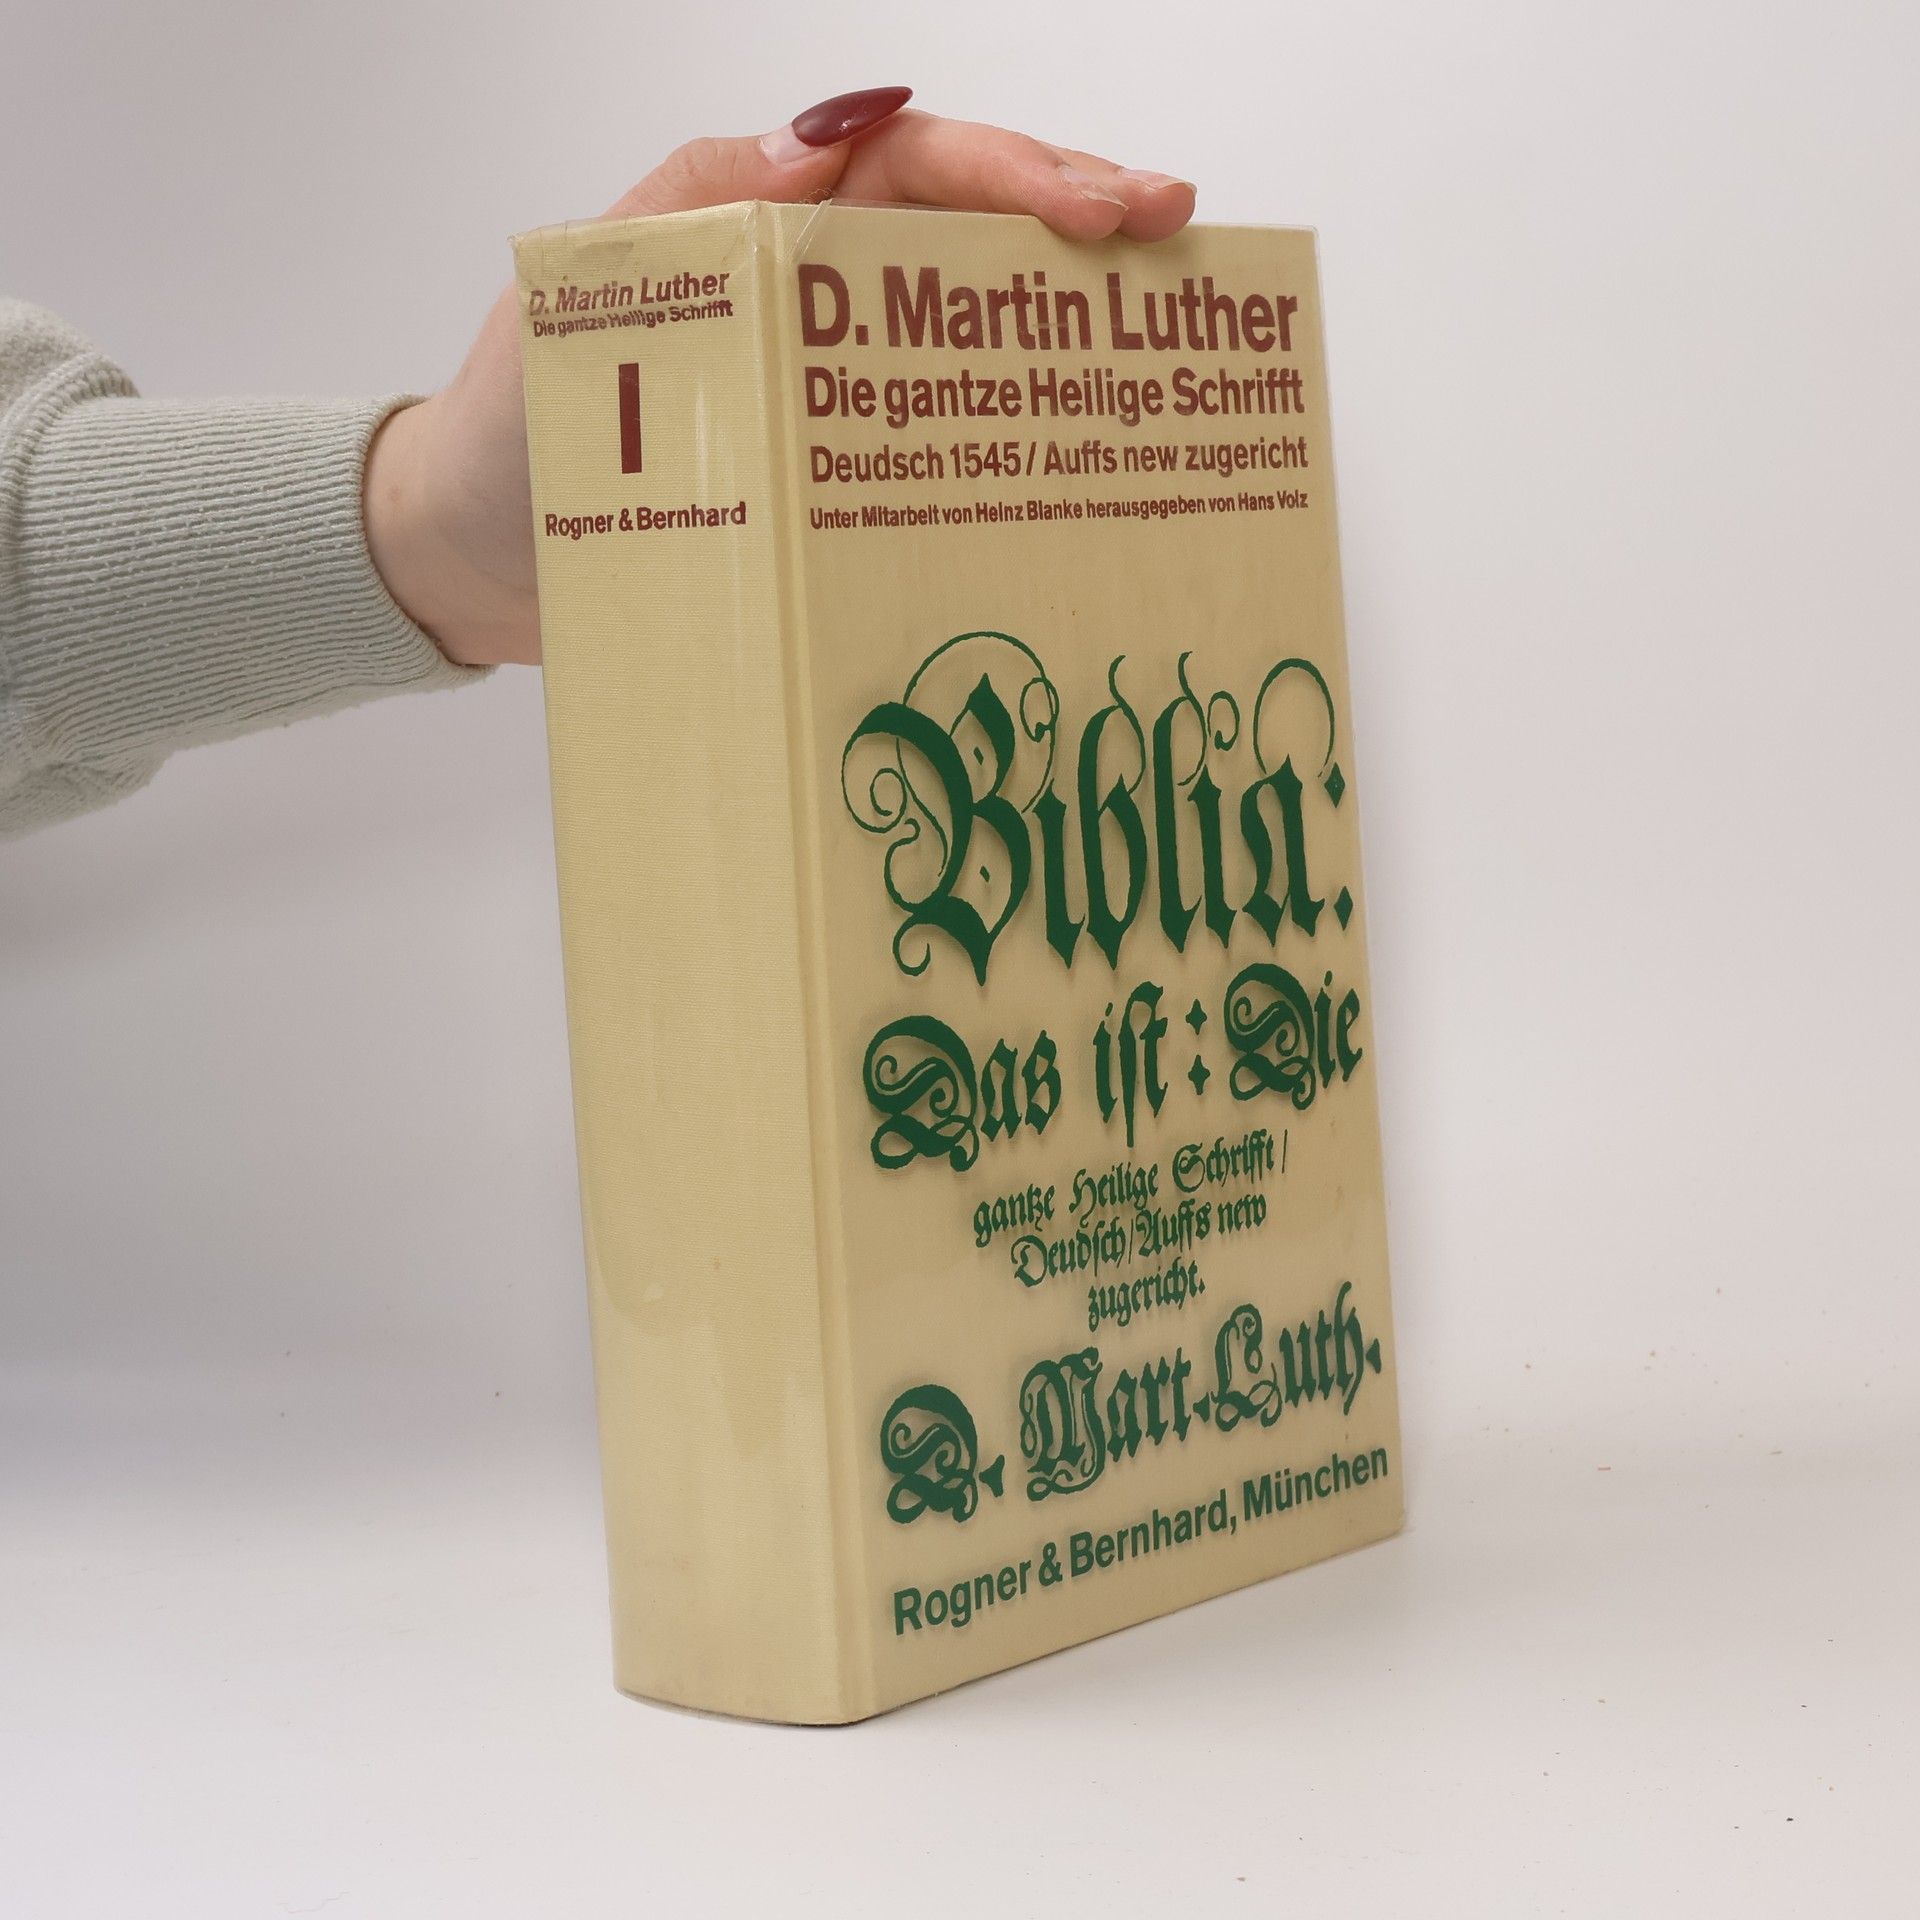 D. Martin Luther
Die gantze Heilige Schrifft
I
Rogner & Bernhard
D. Martin Luther
Die gantze Heilige Schrifft
Deudsch 1545 / Auffs new zugericht
Unter Mitarbeit von Heinz Blanke herausgegeben von Hans Volz
Biblia:
Das ist: Die
gantze Heilige Schrifft /
Deudsch / Auffs new
zugericht.
D. Mart. Luth.
Rogner & Bernhard, München